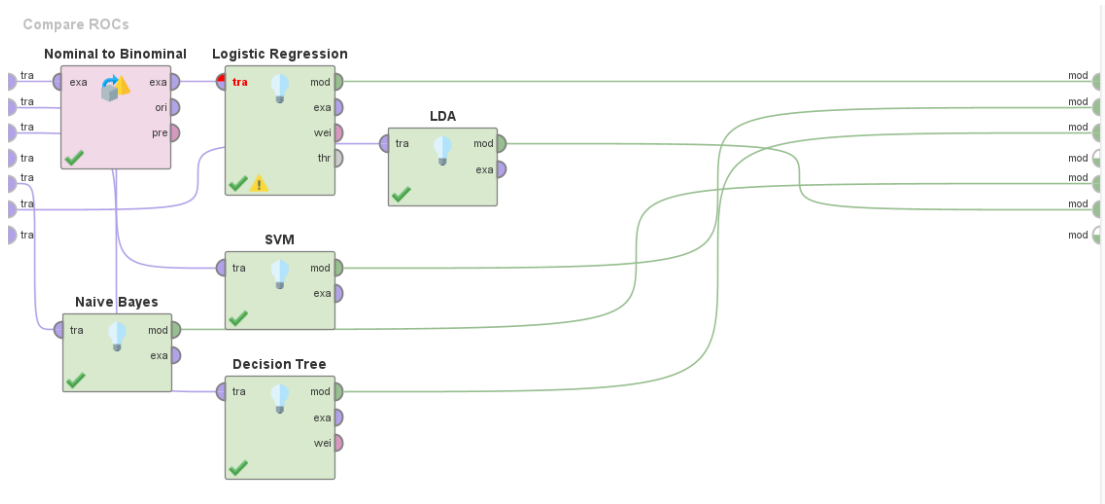 Compare ROCs
Nominal to Binominal
Logistic Regression
tra
exa
exa
tra
mod
mod
tra
ori
exa
mod
tra
pre
wei
mod
LDA
tra
mod
tra
thr
mod
exa
tra
mod
tra
mod
tra
mod
SVM
tra
mod
exa
Naive Bayes
tra
mod
exa
Decision Tree
tra
mod
exa
wei